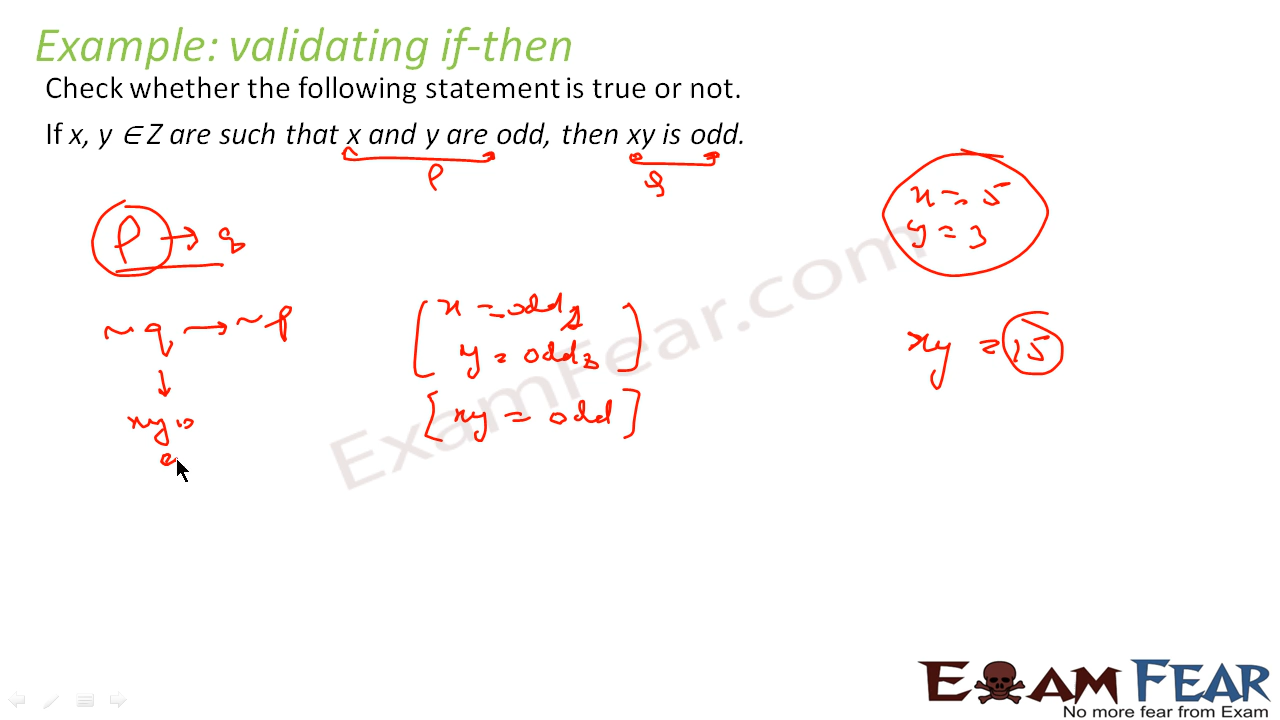 Example: validating if-then
Check whether the following statement is true or not.
If x, y ∈ Z are such that x and y are odd, then xy is odd.
p
q
p → q
~q → ~p
↓
xy is
e
x = odd
y = odd
[xy = odd]
x = 5
y = 3
xy = 15
ExamFear.com
EXAM FEAR
No more fear from Exam